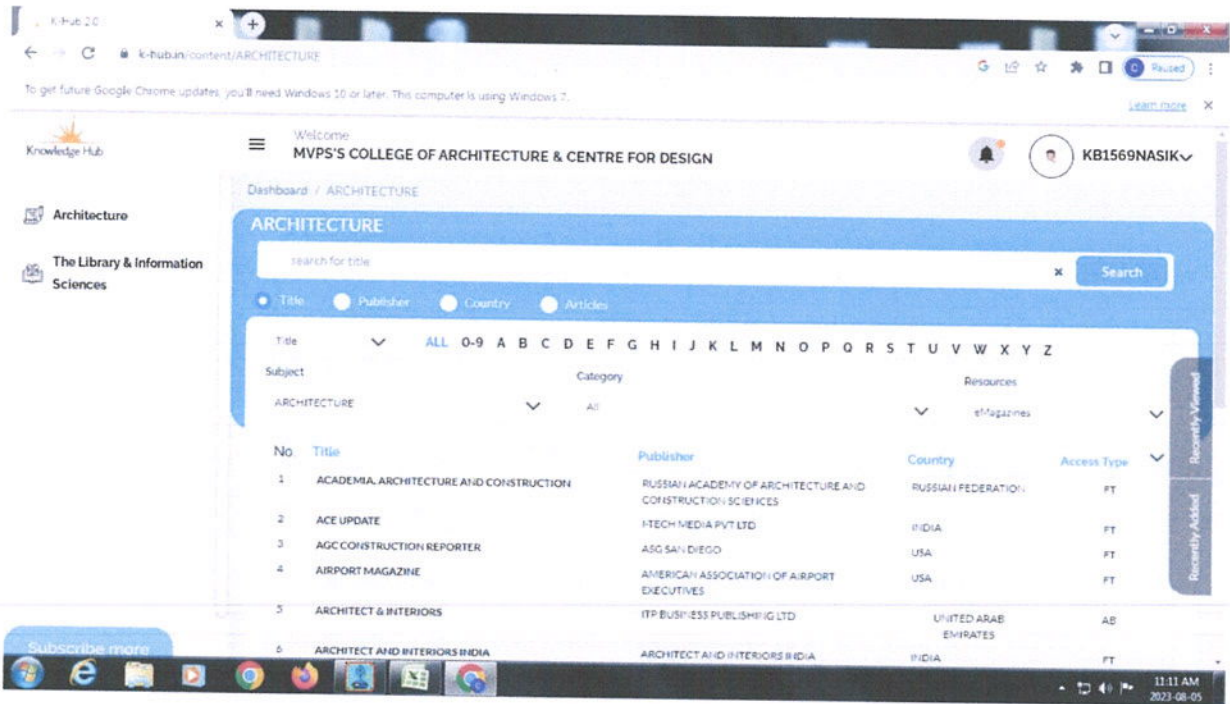 K-Hub 2.0
k-hub.in/content/ARCHITECTURE
Paused
To get future Google Chrome updates, you'll need Windows 10 or later. This computer is using Windows 7.
Learn more
Knowledge Hub
Welcome
MVPS'S COLLEGE OF ARCHITECTURE & CENTRE FOR DESIGN
KB1569NASIK
Dashboard / ARCHITECTURE
Architecture
The Library & Information
Sciences
ARCHITECTURE
search for title
Search
Title Publisher Country Articles
Title ALL 0-9 A B C D E F G H I J K L M N O P Q R S T U V W X Y Z
Subject Category Resources
ARCHITECTURE All eMagazines
Recently Viewed
Recently Added
No. Title Publisher Country Access Type
1 ACADEMIA. ARCHITECTURE AND CONSTRUCTION RUSSIAN ACADEMY OF ARCHITECTURE AND RUSSIAN FEDERATION FT
CONSTRUCTION SCIENCES
2 ACE UPDATE I-TECH MEDIA PVT LTD INDIA FT
3 AGC CONSTRUCTION REPORTER ASG SAN DIEGO USA FT
4 AIRPORT MAGAZINE AMERICAN ASSOCIATION OF AIRPORT USA FT
EXECUTIVES
5 ARCHITECT & INTERIORS ITP BUSINESS PUBLISHING LTD UNITED ARAB AB
EMIRATES
6 ARCHITECT AND INTERIORS INDIA ARCHITECT AND INTERIORS INDIA INDIA FT
Subscribe more
11:11 AM
2023-08-05